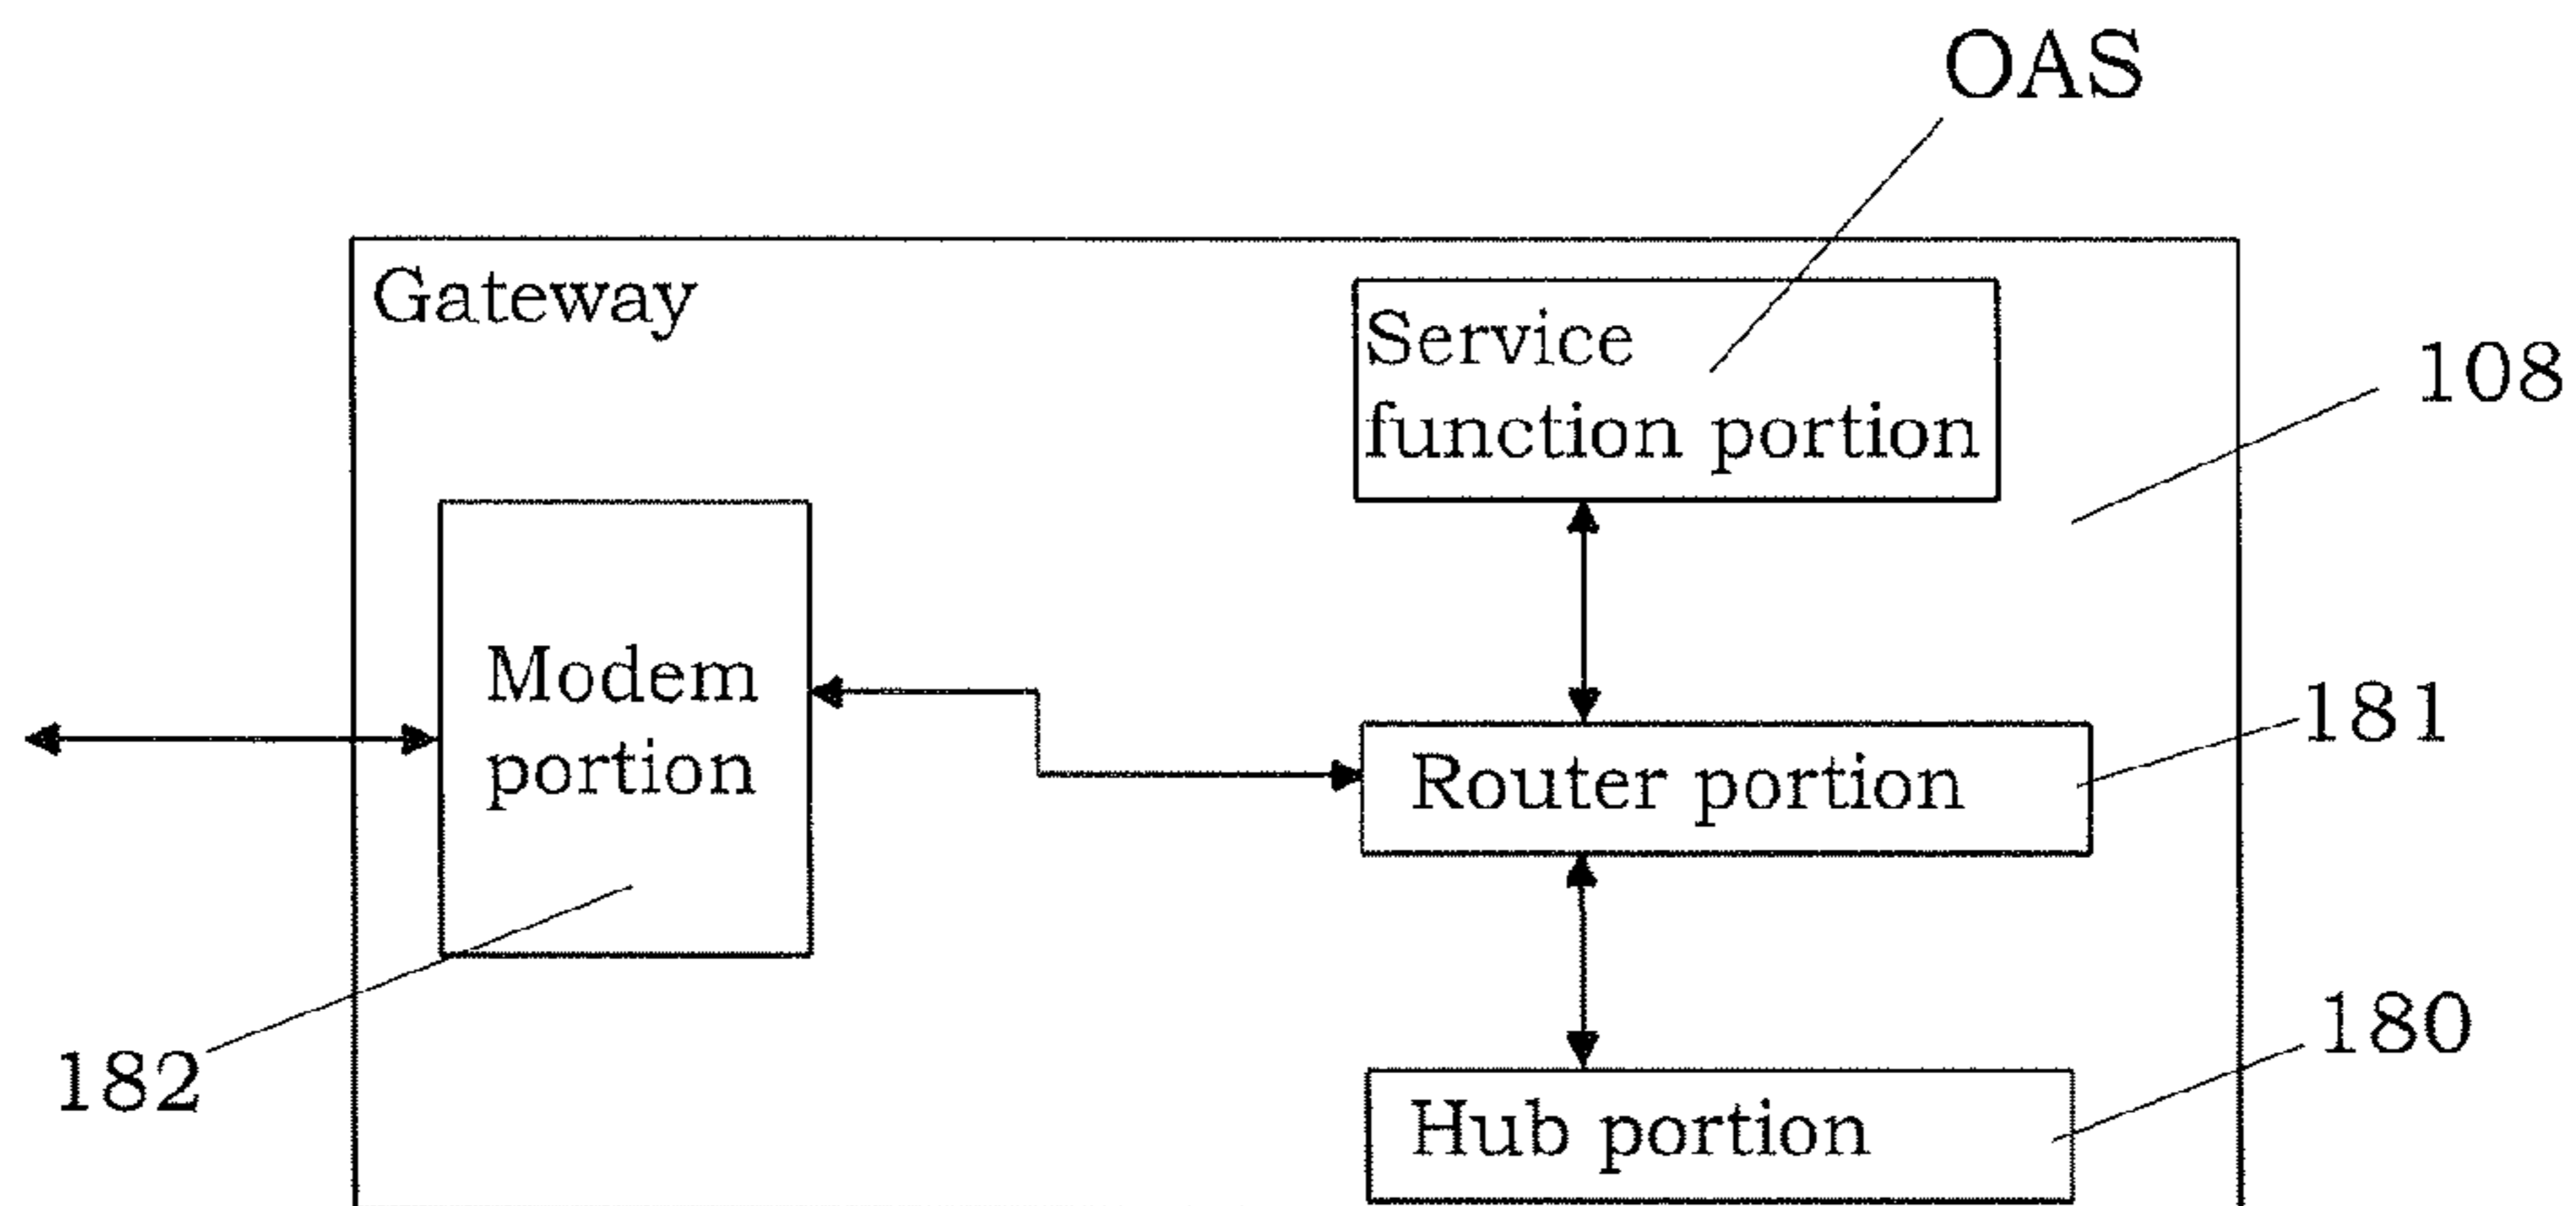 OAS
Gateway
Service
function portion
108
Modem
portion
181
Router portion
182
180
Hub portion